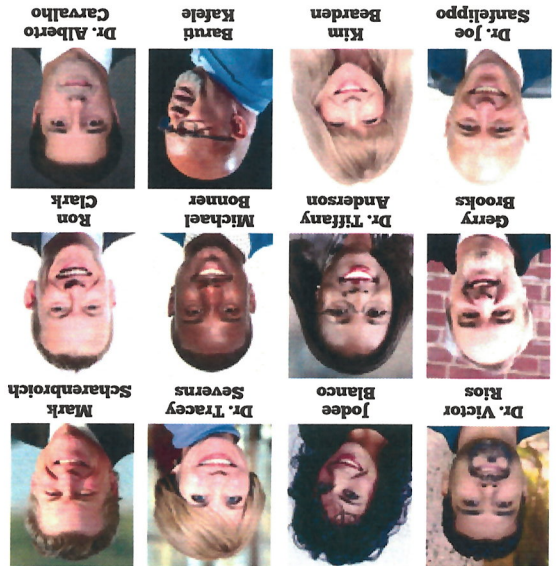 Dr. Victor
Rios
Jodee
Blanco
Dr. Tracey
Severns
Mark
Scharenbroich
Gerry
Brooks
Dr. Tiffany
Anderson
Michael
Bonner
Ron
Clark
Dr. Joe
Sanfelippo
Kim
Bearden
Baruti
Kafele
Dr. Alberto
Carvalho